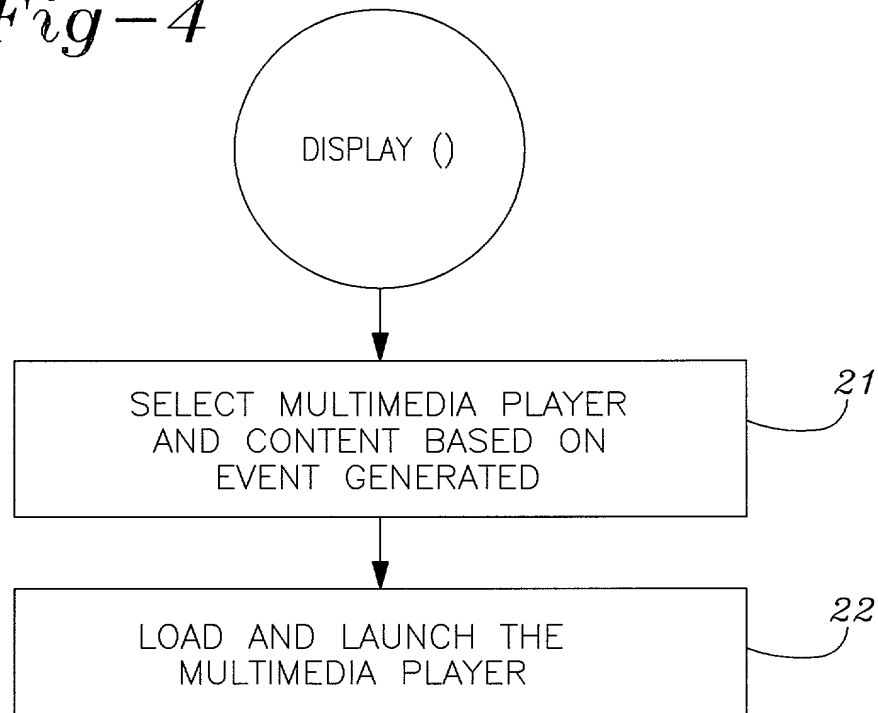 Fig-4
DISPLAY ()
SELECT MULTIMEDIA PLAYER
AND CONTENT BASED ON
EVENT GENERATED
21
LOAD AND LAUNCH THE
MULTIMEDIA PLAYER
22